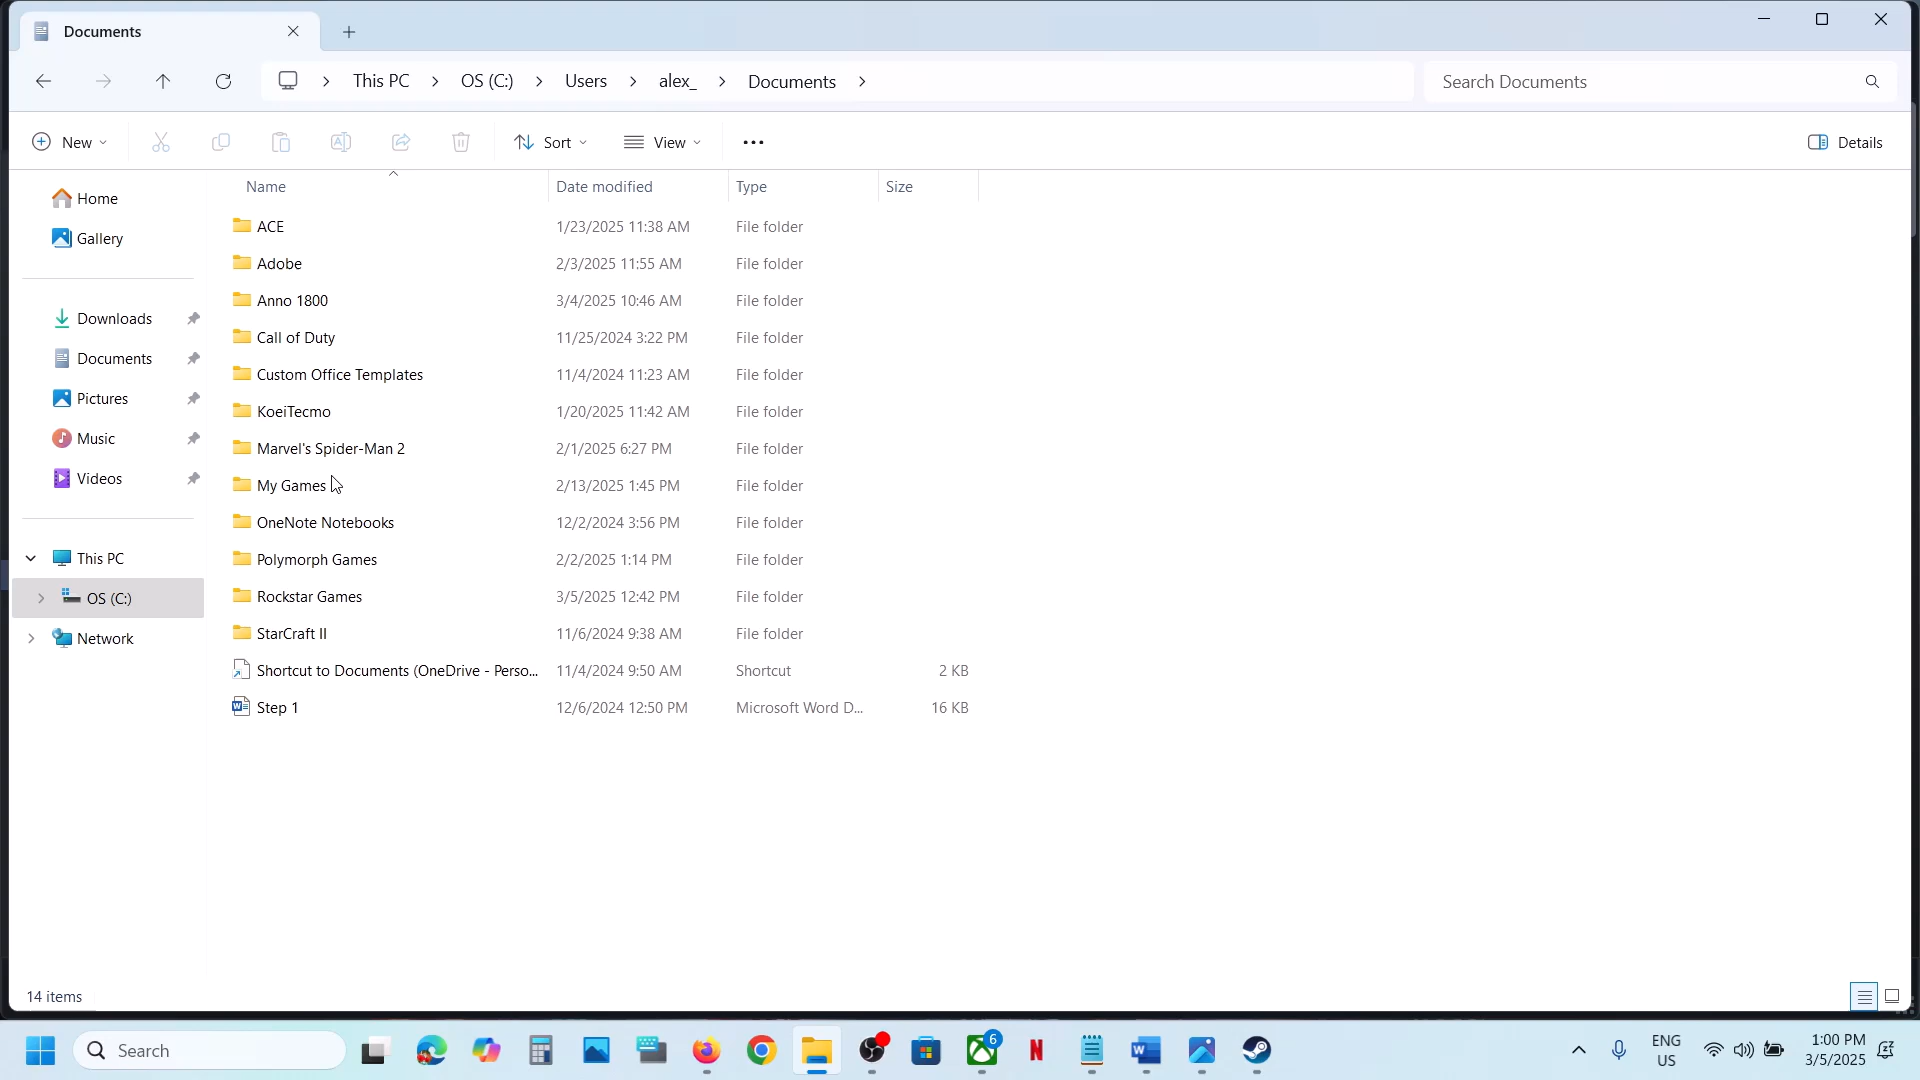 Documents
This PC > OS (C:) > Users > alex_ > Documents >
Search Documents
New
Sort
View
Details
Name Date modified Type Size
Home
Gallery
Downloads
Documents
Pictures
Music
Videos
This PC
OS (C:)
Network
ACE 1/23/2025 11:38 AM File folder
Adobe 2/3/2025 11:55 AM File folder
Anno 1800 3/4/2025 10:46 AM File folder
Call of Duty 11/25/2024 3:22 PM File folder
Custom Office Templates 11/4/2024 11:23 AM File folder
KoeiTecmo 1/20/2025 11:42 AM File folder
Marvel's Spider-Man 2 2/1/2025 6:27 PM File folder
My Games 2/13/2025 1:45 PM File folder
OneNote Notebooks 12/2/2024 3:56 PM File folder
Polymorph Games 2/2/2025 1:14 PM File folder
Rockstar Games 3/5/2025 12:42 PM File folder
StarCraft II 11/6/2024 9:38 AM File folder
Shortcut to Documents (OneDrive - Perso... 11/4/2024 9:50 AM Shortcut 2 KB
Step 1 12/6/2024 12:50 PM Microsoft Word D... 16 KB
14 items
Search
6
ENG
US
1:00 PM
3/5/2025